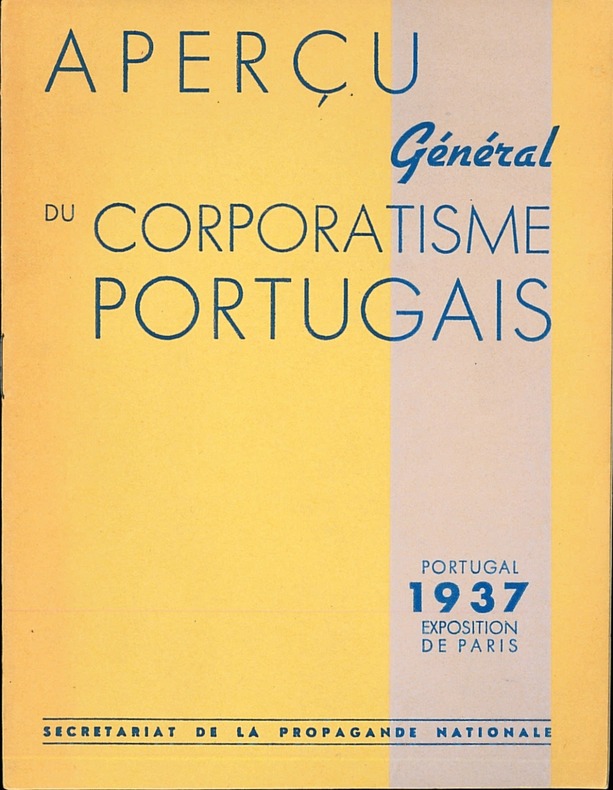 APERÇU
Général
DU CORPORATISME
PORTUGAIS
PORTUGAL
1937
EXPOSITION
DE PARIS
SECRETARIAT DE LA PROPAGANDE NATIONALE